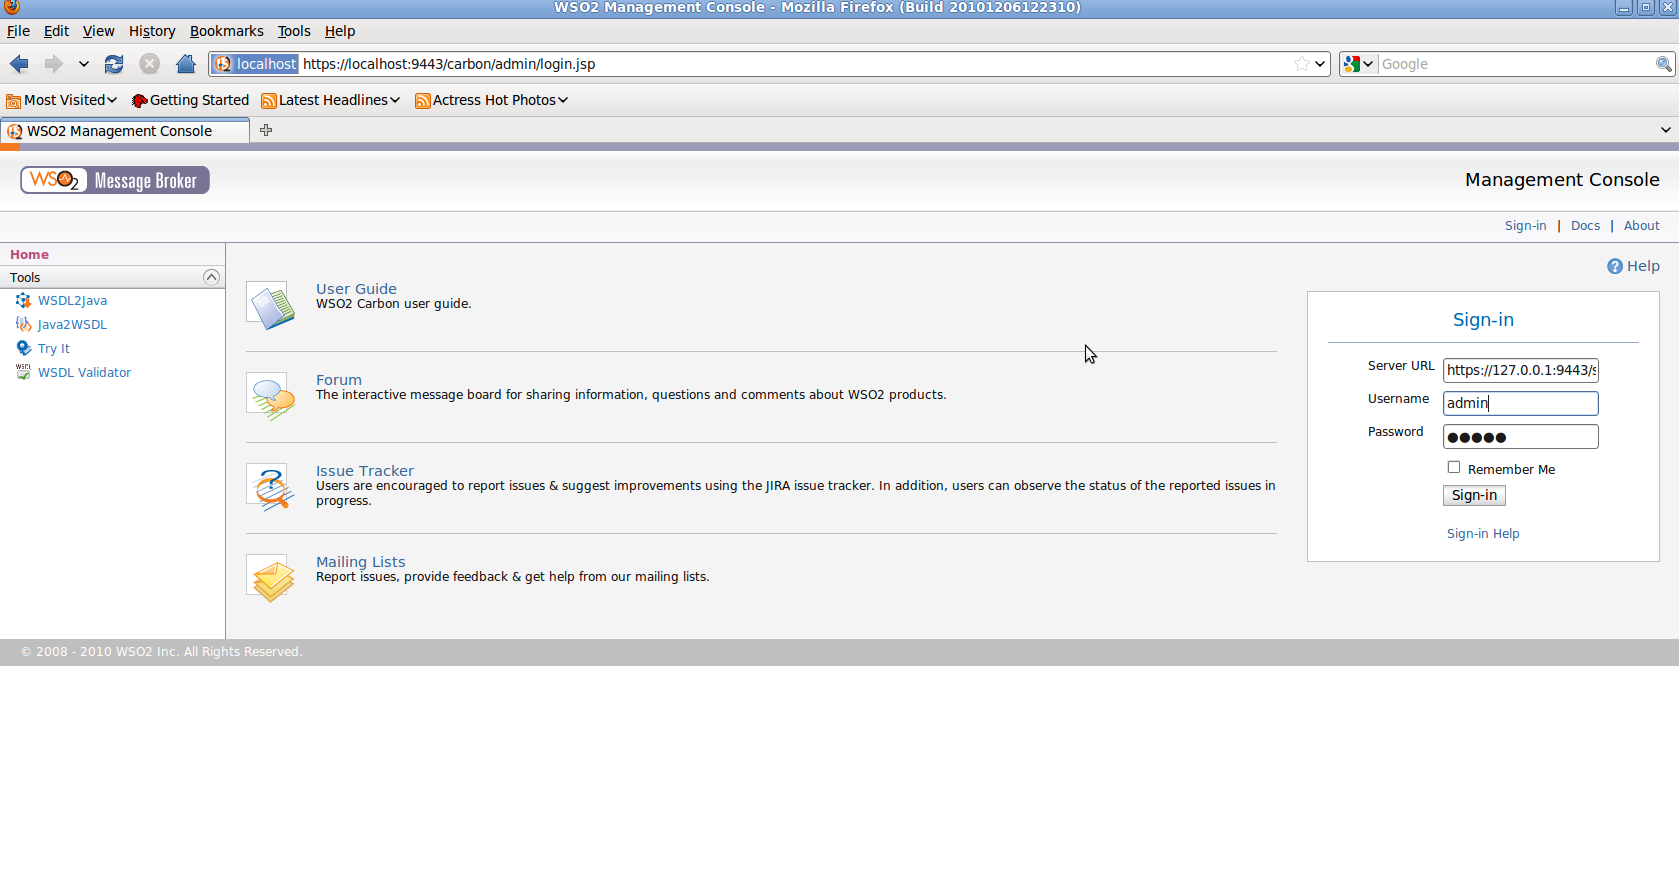 WSO2 Management Console - Mozilla Firefox (Build 20101206122310)
File Edit View History Bookmarks Tools Help
localhost https://localhost:9443/carbon/admin/login.jsp
Google
Most Visited Getting Started Latest Headlines Actress Hot Photos
WSO2 Management Console
WSO2 Message Broker
Management Console
Sign-in | Docs | About
Home
Tools
WSDL2Java
Java2WSDL
Try It
WSDL Validator
Help
User Guide
WSO2 Carbon user guide.
Forum
The interactive message board for sharing information, questions and comments about WSO2 products.
Issue Tracker
Users are encouraged to report issues & suggest improvements using the JIRA issue tracker. In addition, users can observe the status of the reported issues in
progress.
Mailing Lists
Report issues, provide feedback & get help from our mailing lists.
Sign-in
Server URL https://127.0.0.1:9443/s
Username admin
Password ●●●●●
Remember Me
Sign-in
Sign-in Help
© 2008 - 2010 WSO2 Inc. All Rights Reserved.